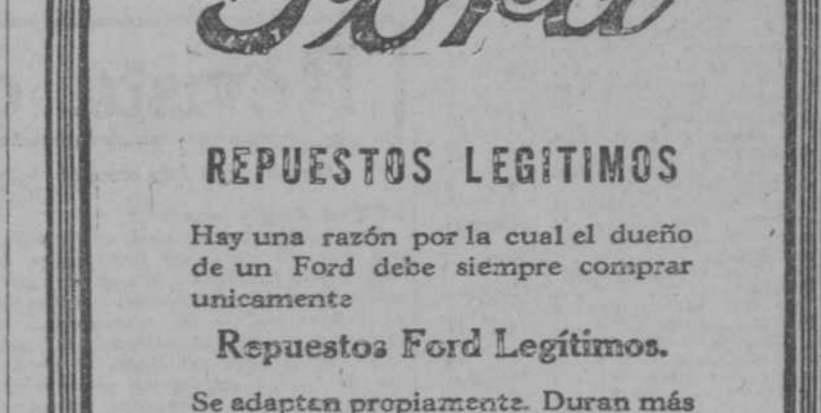 Ford
REPUESTOS LEGITIMOS
Hay una razón por la cual el dueño
de un Ford debe siempre comprar
unicamente
Repuestos Ford Legítimos.
Se adaptan propiamente. Duran más